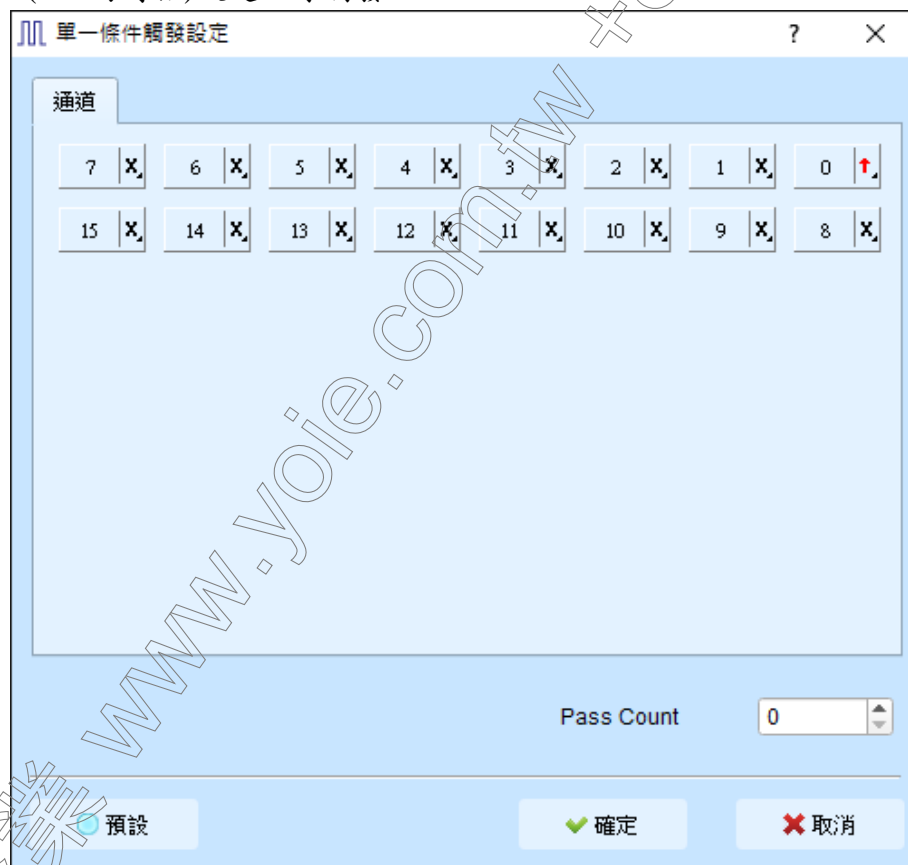 單一條件觸發設定 ? ×
通道
7 X 6 X 5 X 4 X 3 X 2 X 1 X 0 ↑
15 X 14 X 13 X 12 X 11 X 10 X 9 X 8 X
Pass Count 0
預設 確定 取消
業 www.yoie.com.tw